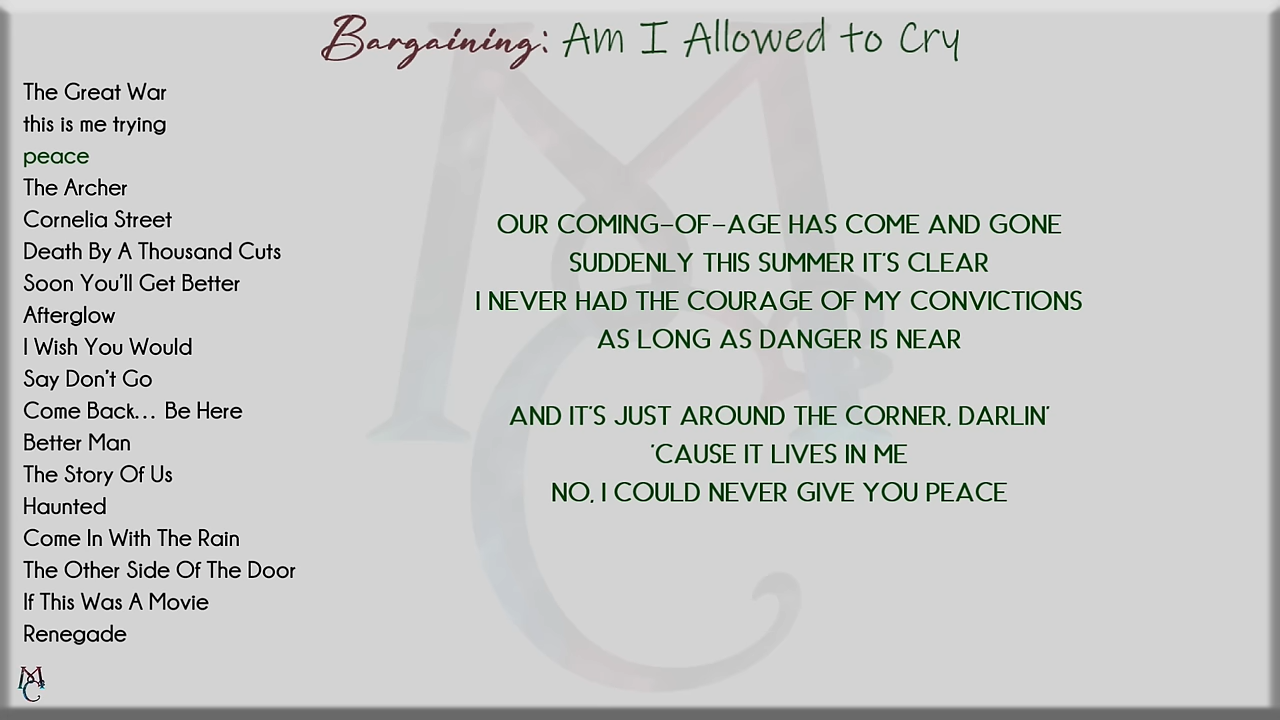 Bargaining: Am I Allowed to Cry
The Great War
this is me trying
peace
The Archer
Cornelia Street
Death By A Thousand Cuts
Soon You'll Get Better
Afterglow
I Wish You Would
Say Don't Go
Come Back... Be Here
Better Man
The Story Of Us
Haunted
Come In With The Rain
The Other Side Of The Door
If This Was A Movie
Renegade
OUR COMING-OF-AGE HAS COME AND GONE
SUDDENLY THIS SUMMER IT'S CLEAR
I NEVER HAD THE COURAGE OF MY CONVICTIONS
AS LONG AS DANGER IS NEAR
AND IT'S JUST AROUND THE CORNER, DARLIN'
'CAUSE IT LIVES IN ME
NO, I COULD NEVER GIVE YOU PEACE